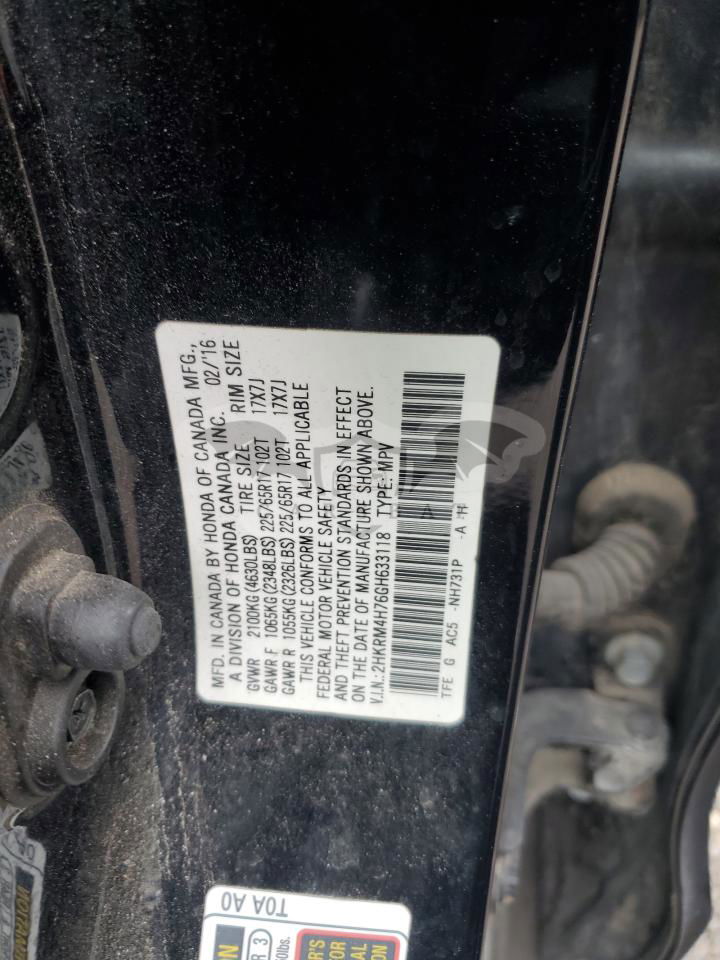 MFD. IN CANADA BY HONDA OF CANADA MFG.,
A DIVISION OF HONDA CANADA INC. 02/'16
GVWR 2100KG(4630LBS) TIRE SIZE RIM SIZE
GAWR F 1065KG(2348LBS) 225/65R17 102T 17X7J
GAWR R 1055KG(2326LBS) 225/65R17 102T 17X7J
THIS VEHICLE CONFORMS TO ALL APPLICABLE
FEDERAL MOTOR VEHICLE SAFETY
AND THEFT PREVENTION STANDARDS IN EFFECT
ON THE DATE OF MANUFACTURE SHOWN ABOVE.
V.I.N.:2HKRM4H76GH633118 TYPE: MPV
TFE G AC5 -NH731P -A
T0A A0